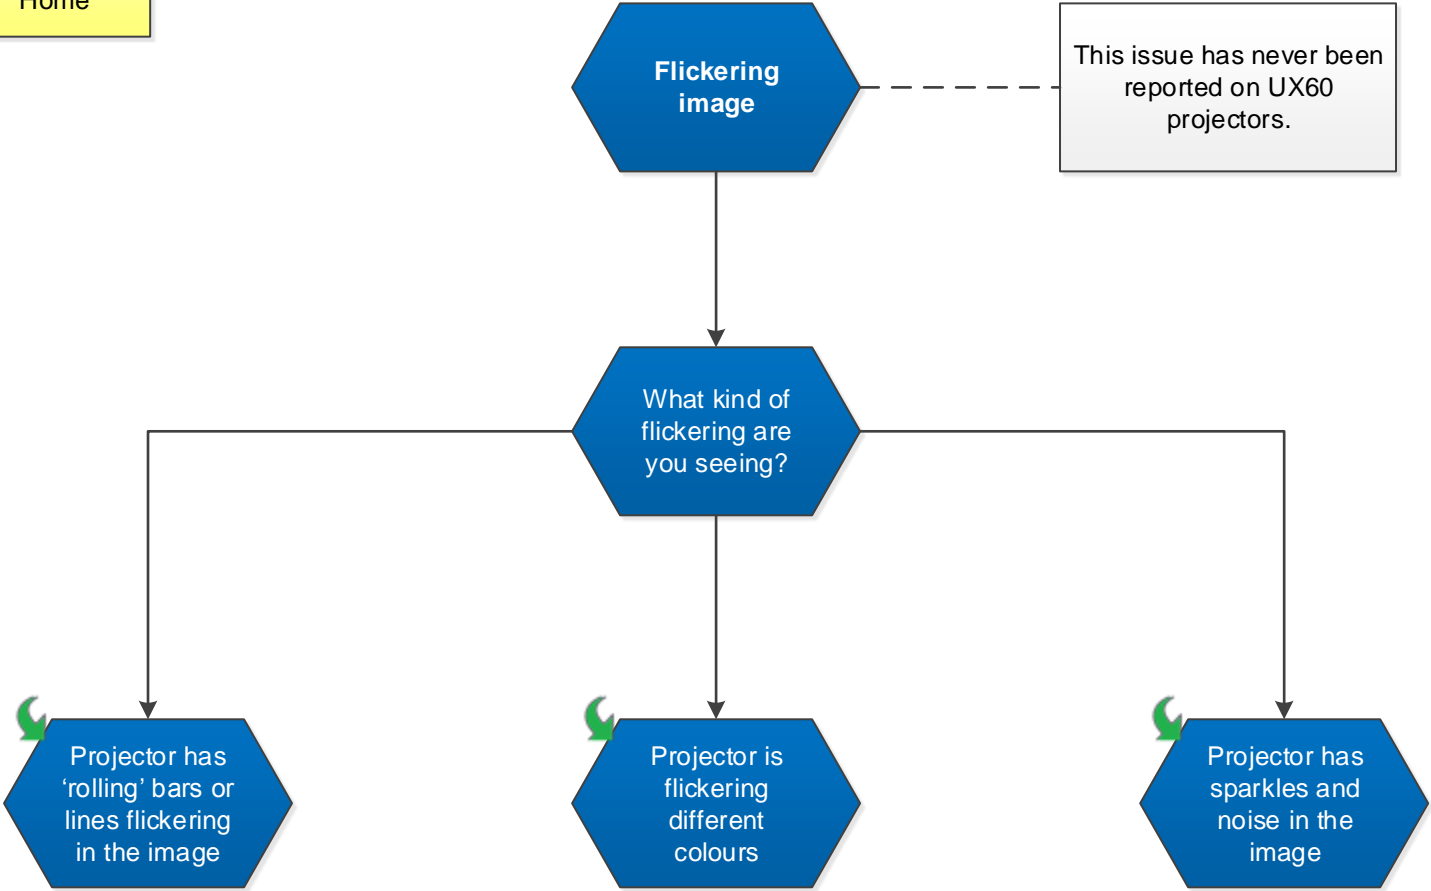 Home
Flickering
image
This issue has never been
reported on UX60
projectors.
What kind of
flickering are
you seeing?
Projector has
‘rolling’ bars or
lines flickering
in the image
Projector is
flickering
different
colours
Projector has
sparkles and
noise in the
image